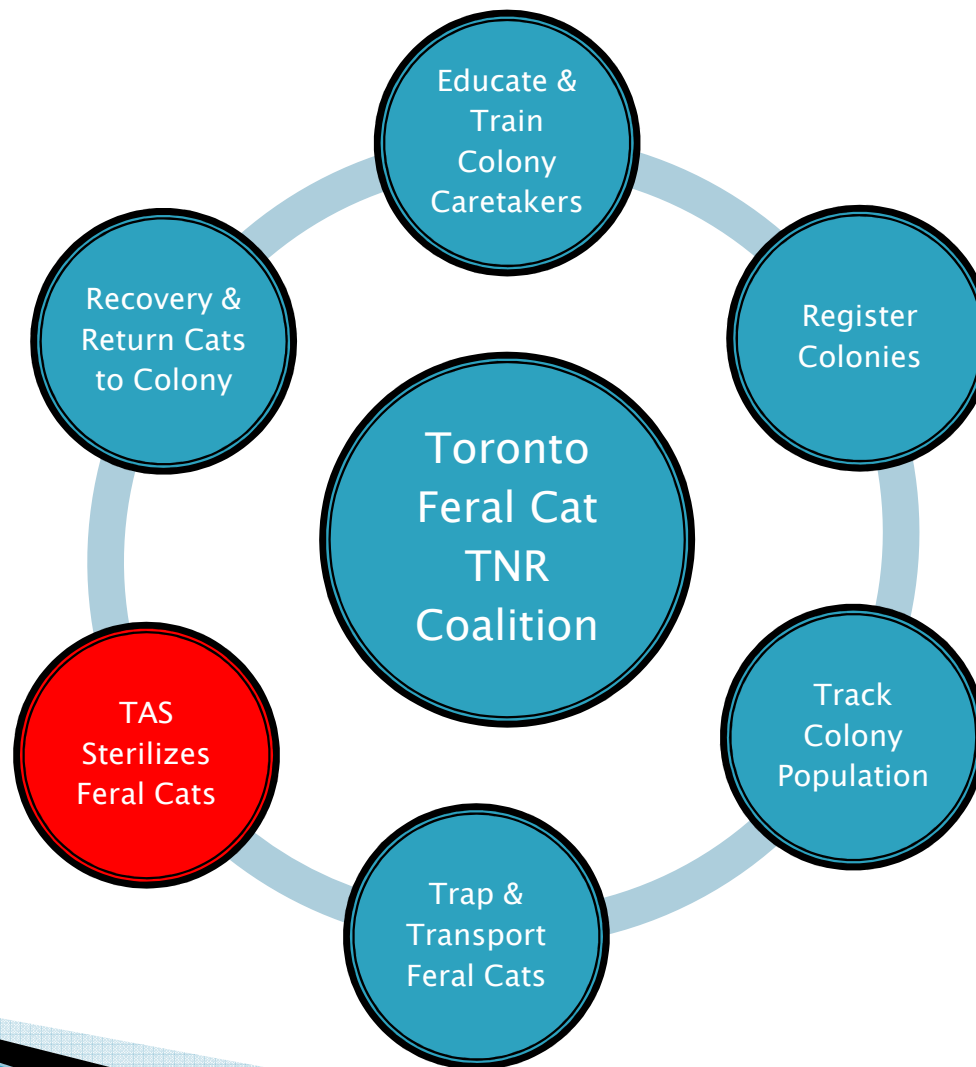 Educate &
Train
Colony
Caretakers
Register
Colonies
Track
Colony
Population
Trap &
Transport
Feral Cats
TAS
Sterilizes
Feral Cats
Recovery &
Return Cats
to Colony
Toronto
Feral Cat
TNR
Coalition